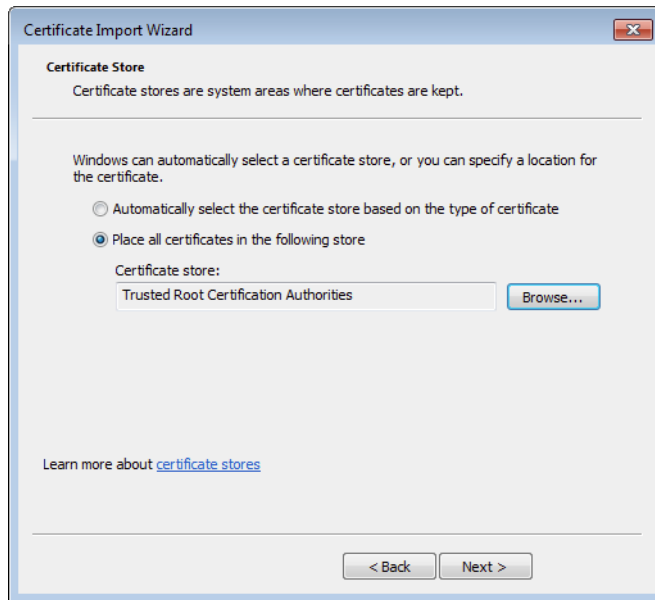 Certificate Import Wizard
Certificate Store
Certificate stores are system areas where certificates are kept.
Windows can automatically select a certificate store, or you can specify a location for
the certificate.
Automatically select the certificate store based on the type of certificate
Place all certificates in the following store
Certificate store:
Trusted Root Certification Authorities
Browse...
Learn more about certificate stores
< Back
Next >